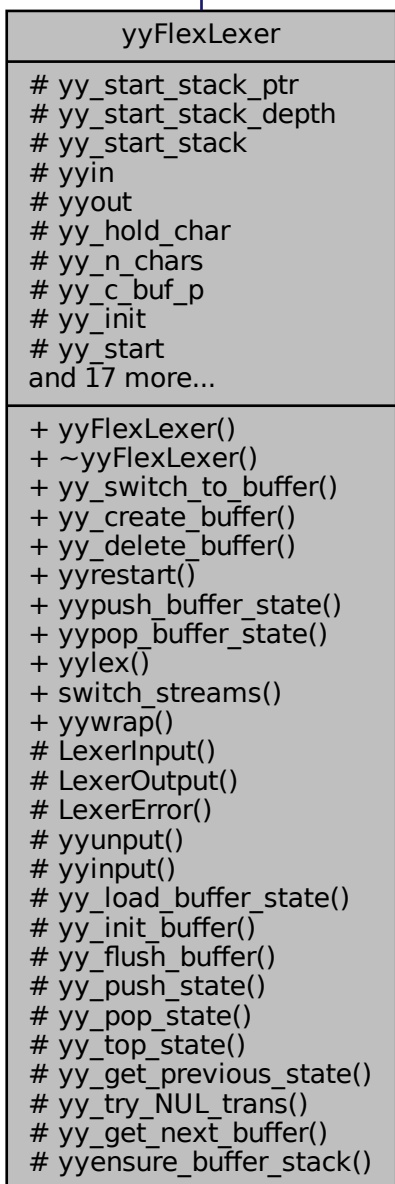 yyFlexLexer
# yy_start_stack_ptr
# yy_start_stack_depth
# yy_start_stack
# yyin
# yyout
# yy_hold_char
# yy_n_chars
# yy_c_buf_p
# yy_init
# yy_start
and 17 more...
+ yyFlexLexer()
+ ~yyFlexLexer()
+ yy_switch_to_buffer()
+ yy_create_buffer()
+ yy_delete_buffer()
+ yyrestart()
+ yypush_buffer_state()
+ yypop_buffer_state()
+ yylex()
+ switch_streams()
+ yywrap()
# LexerInput()
# LexerOutput()
# LexerError()
# yyunput()
# yyinput()
# yy_load_buffer_state()
# yy_init_buffer()
# yy_flush_buffer()
# yy_push_state()
# yy_pop_state()
# yy_top_state()
# yy_get_previous_state()
# yy_try_NUL_trans()
# yy_get_next_buffer()
# yyensure_buffer_stack()